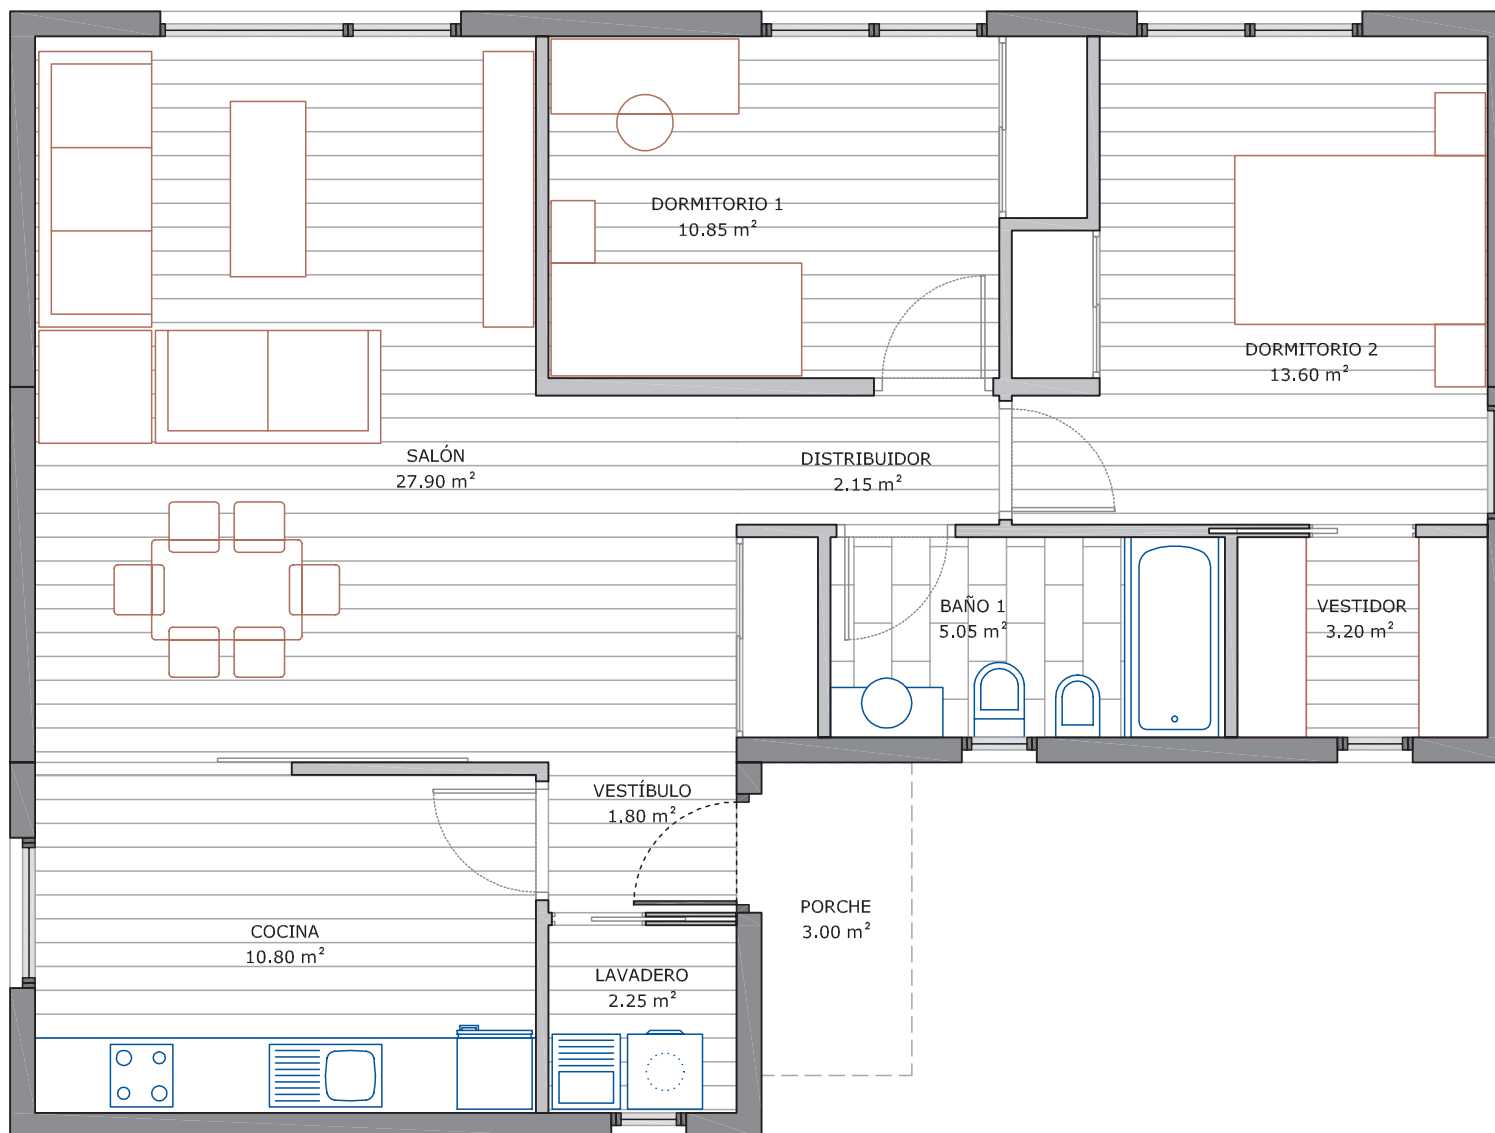 DORMITORIO 1
10.85 m²
DORMITORIO 2
13.60 m²
SALÓN
27.90 m²
DISTRIBUIDOR
2.15 m²
BAÑO 1
5.05 m²
VESTIDOR
3.20 m²
VESTÍBULO
1.80 m²
PORCHE
3.00 m²
COCINA
10.80 m²
LAVADERO
2.25 m²